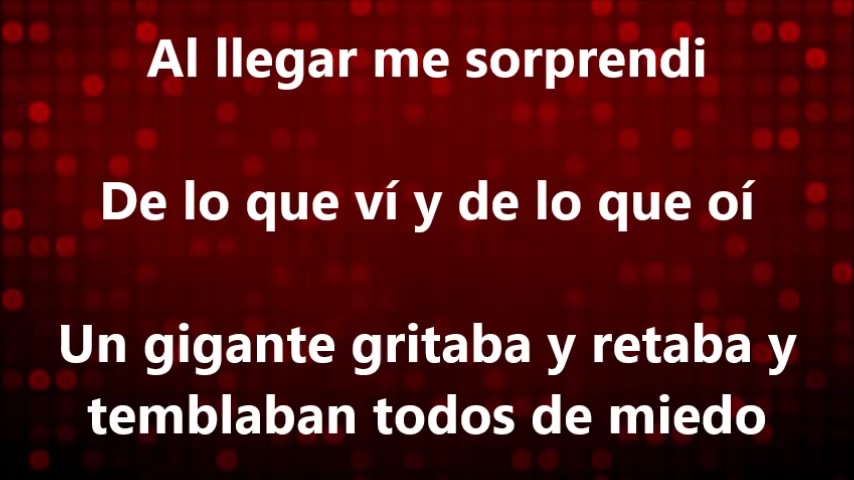 Al llegar me sorprendi
De lo que ví y de lo que oí
Un gigante gritaba y retaba y
temblaban todos de miedo